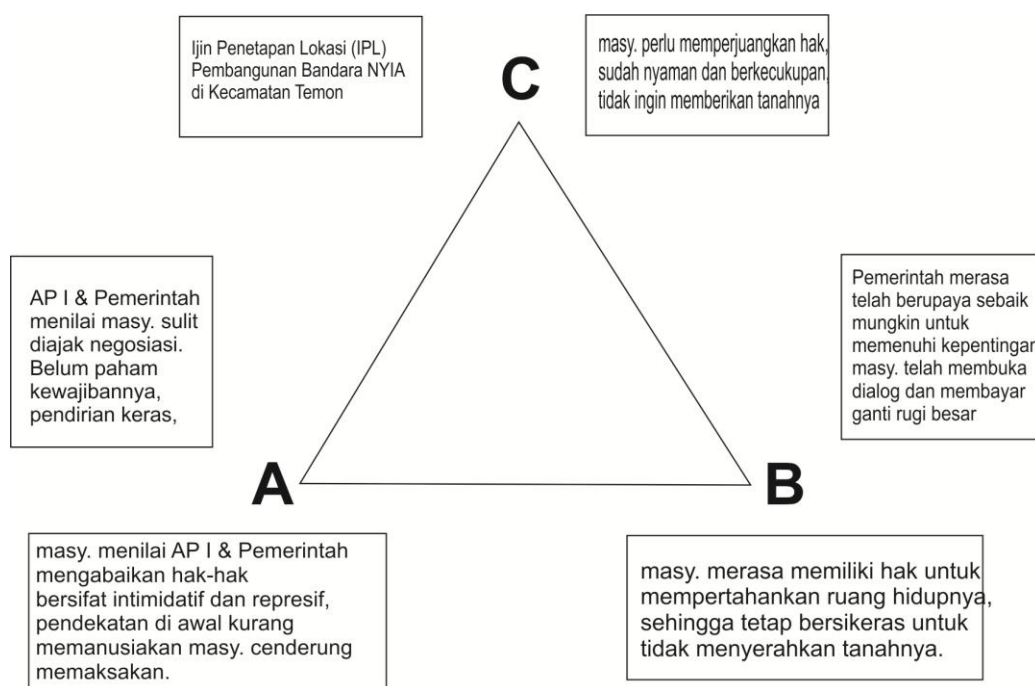 Ijin Penetapan Lokasi (IPL)
Pembangunan Bandara NYIA
di Kecamatan Temon
C
masy. perlu memperjuangkan hak,
sudah nyaman dan berkecukupan,
tidak ingin memberikan tanahnya
AP I & Pemerintah
menilai masy. sulit
diajak negosiasi.
Belum paham
kewajibannya,
pendirian keras,
Pemerintah merasa
telah berupaya sebaik
mungkin untuk
memenuhi kepentingan
masy. telah membuka
dialog dan membayar
ganti rugi besar
A
B
masy. menilai AP I & Pemerintah
mengabaikan hak-hak
bersifat intimidatif dan represif,
pendekatan di awal kurang
memanusiakan masy. cenderung
memaksakan.
masy. merasa memiliki hak untuk
mempertahankan ruang hidupnya,
sehingga tetap bersikeras untuk
tidak menyerahkan tanahnya.